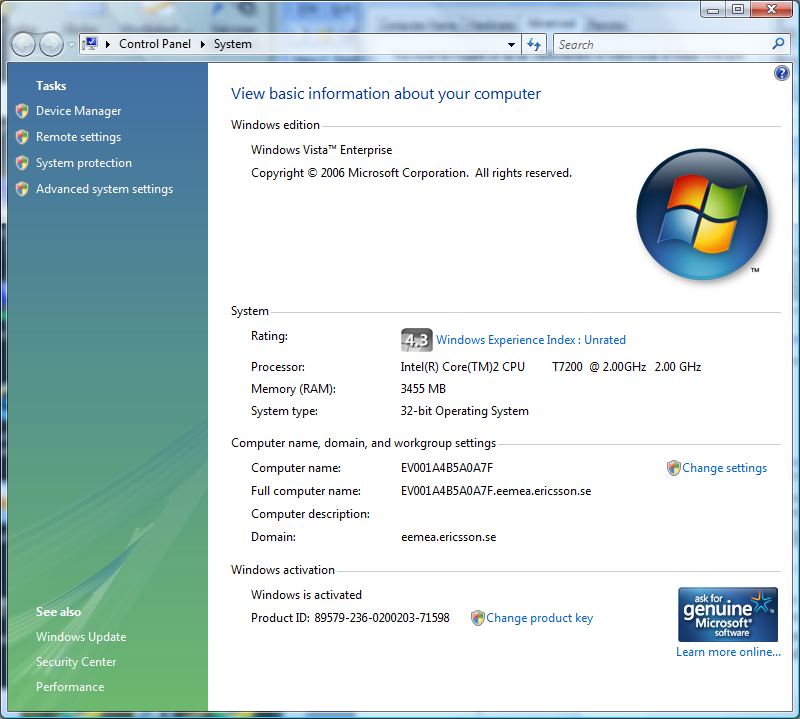 Control Panel
System
Search
Tasks
Device Manager
Remote settings
System protection
Advanced system settings
See also
Windows Update
Security Center
Performance
View basic information about your computer
Windows edition
Windows Vista™ Enterprise
Copyright © 2006 Microsoft Corporation. All rights reserved.
TM
System
Rating: 4.3 Windows Experience Index : Unrated
Processor: Intel(R) Core(TM)2 CPU T7200 @ 2.00GHz 2.00 GHz
Memory (RAM): 3455 MB
System type: 32-bit Operating System
Computer name, domain, and workgroup settings
Computer name: EV001A4B5A0A7F Change settings
Full computer name: EV001A4B5A0A7F.eemea.ericsson.se
Computer description:
Domain: eemea.ericsson.se
Windows activation
Windows is activated
Product ID: 89579-236-0200203-71598 Change product key
ask for
genuine
Microsoft®
software
Learn more online...